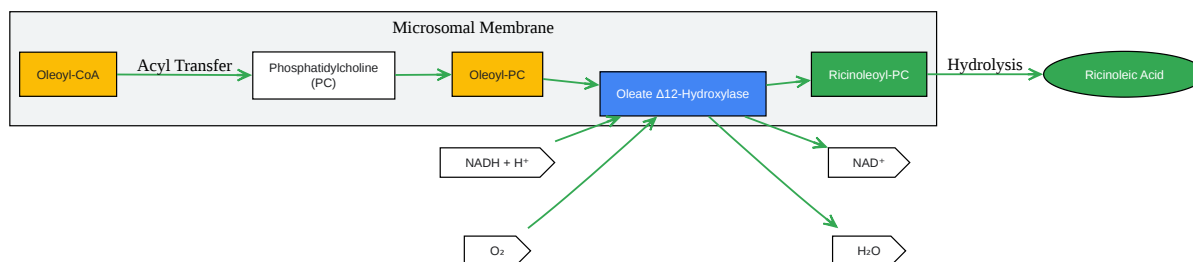 Microsomal Membrane
Oleoyl-CoA
Acyl Transfer
Phosphatidylcholine
(PC)
Oleoyl-PC
Oleate Δ12-Hydroxylase
Ricinoleoyl-PC
Hydrolysis
Ricinoleic Acid
NADH + H⁺
NAD⁺
O₂
H₂O